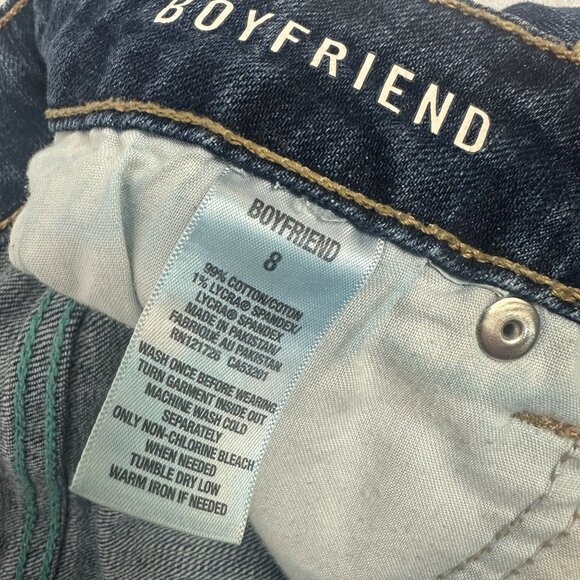 BOYFRIEND
BOYFRIEND
8
99% COTTON/COTON
1% LYCRA® SPANDEX/
LYCRA® SPANDEX
MADE IN PAKISTAN/
FABRIQUE AU PAKISTAN
RN121726 CA53201
WASH ONCE BEFORE WEARING
TURN GARMENT INSIDE OUT
MACHINE WASH COLD
SEPARATELY
ONLY NON-CHLORINE BLEACH
WHEN NEEDED
TUMBLE DRY LOW
WARM IRON IF NEEDED